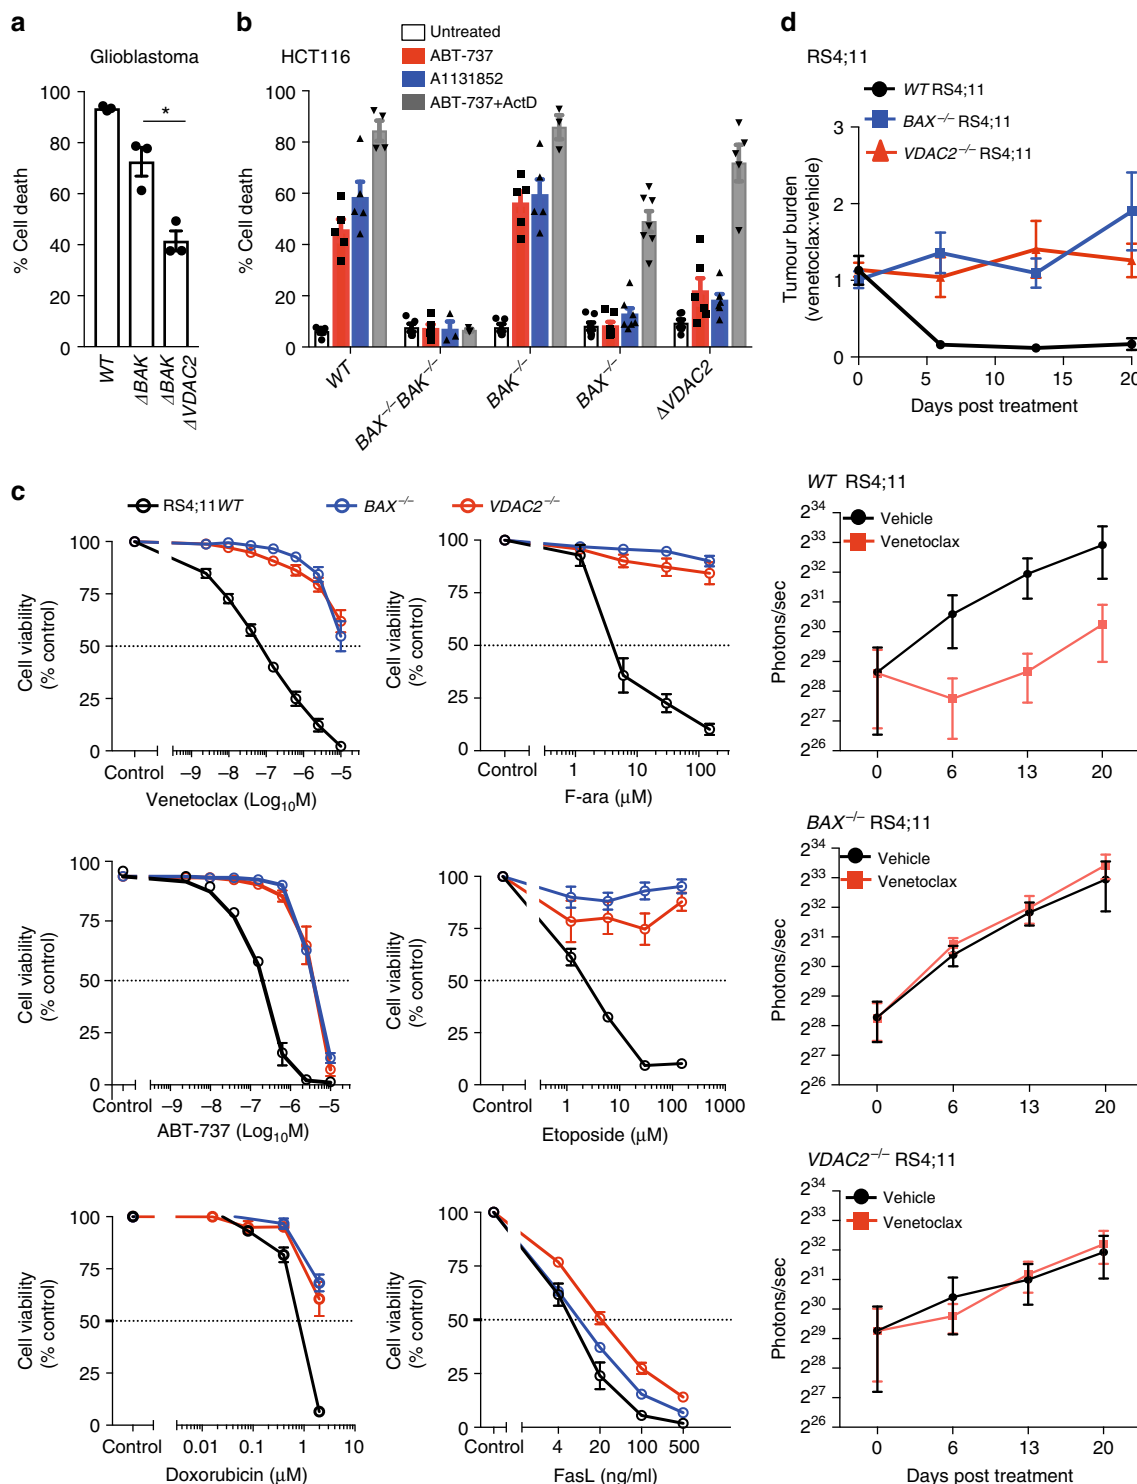 a
Glioblastoma
% Cell death
100
80
60
40
20
0
*
WT
ΔBAK
ΔBAK
ΔVDAC2
b
HCT116
Untreated
ABT-737
A1131852
ABT-737+ActD
% Cell death
100
80
60
40
20
0
WT
BAX–/–BAK–/–
BAK–/–
BAX–/–
ΔVDAC2
d
RS4;11
WT RS4;11
BAX–/– RS4;11
VDAC2–/– RS4;11
Tumour burden
(venetoclax:vehicle)
3
2
1
0
0 5 10 15 20
Days post treatment
c
RS4;11 WT
BAX–/–
VDAC2–/–
Cell viability
(% control)
100
75
50
25
0
Control –9 –8 –7 –6 –5
Venetoclax (Log10M)
Cell viability
(% control)
100
75
50
25
0
Control 1 10 100
F-ara (μM)
Cell viability
(% control)
100
75
50
25
0
Control –9 –8 –7 –6 –5
ABT-737 (Log10M)
Cell viability
(% control)
100
75
50
25
0
Control 1 10 100 1000
Etoposide (μM)
Cell viability
(% control)
100
75
50
25
0
Control 0.01 0.1 1 10
Doxorubicin (μM)
Cell viability
(% control)
100
75
50
25
0
Control 4 20 100 500
FasL (ng/ml)
WT RS4;11
Vehicle
Venetoclax
Photons/sec
2^34
2^33
2^32
2^31
2^30
2^29
2^28
2^27
2^26
0 6 13 20
BAX–/– RS4;11
Vehicle
Venetoclax
Photons/sec
2^34
2^33
2^32
2^31
2^30
2^29
2^28
2^27
2^26
0 6 13 20
VDAC2–/– RS4;11
Vehicle
Venetoclax
Photons/sec
2^34
2^33
2^32
2^31
2^30
2^29
2^28
2^27
2^26
0 6 13 20
Days post treatment